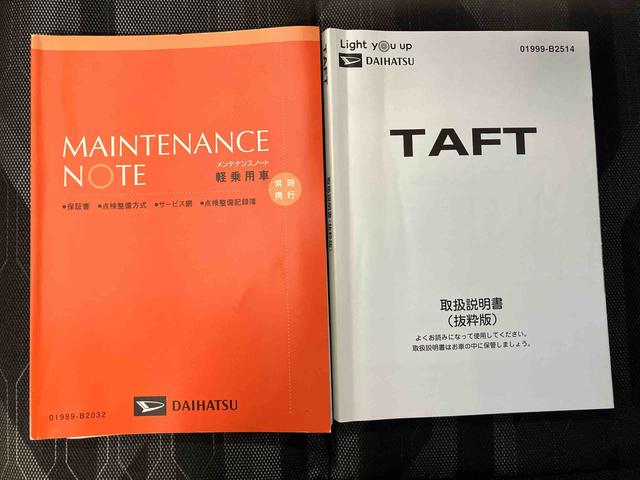 MAINTENANCE
NOTE
メンテナンスノート
軽乗用車
常時
携行
●保証書 ●点検整備方式 ●サービス網 ●点検整備記録簿
DAIHATSU
01989-B2032
Light you up
DAIHATSU
01999-B2514
TAFT
取扱説明書
(抜粋版)
よくお読みになって使用してください。
取扱説明書はお車の中に保管しましょう。
TAFT